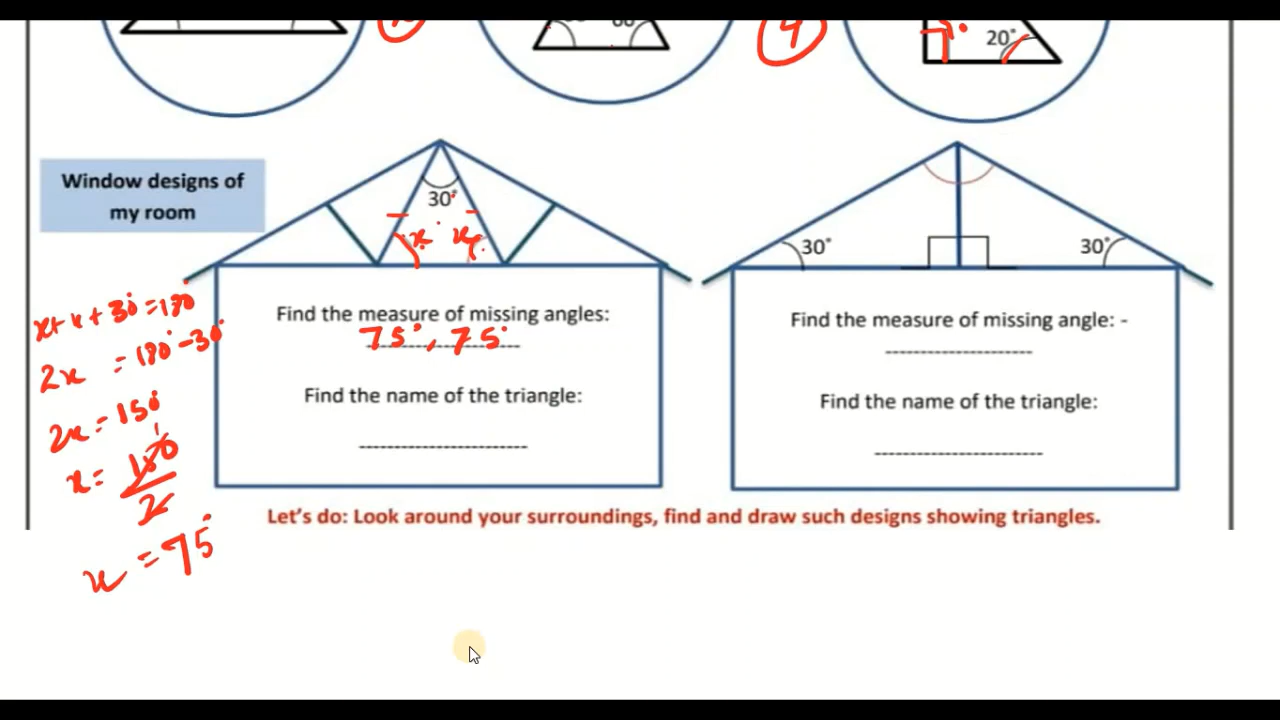 20°
Window designs of
my room
30°
x° x°
30°
30°
Find the measure of missing angles:
75°, 75°
Find the name of the triangle:
Find the measure of missing angle: -
Find the name of the triangle:
x+x+30°=180
2x = 180°-30°
2x = 150°
x =
2
x = 75°
Let's do: Look around your surroundings, find and draw such designs showing triangles.